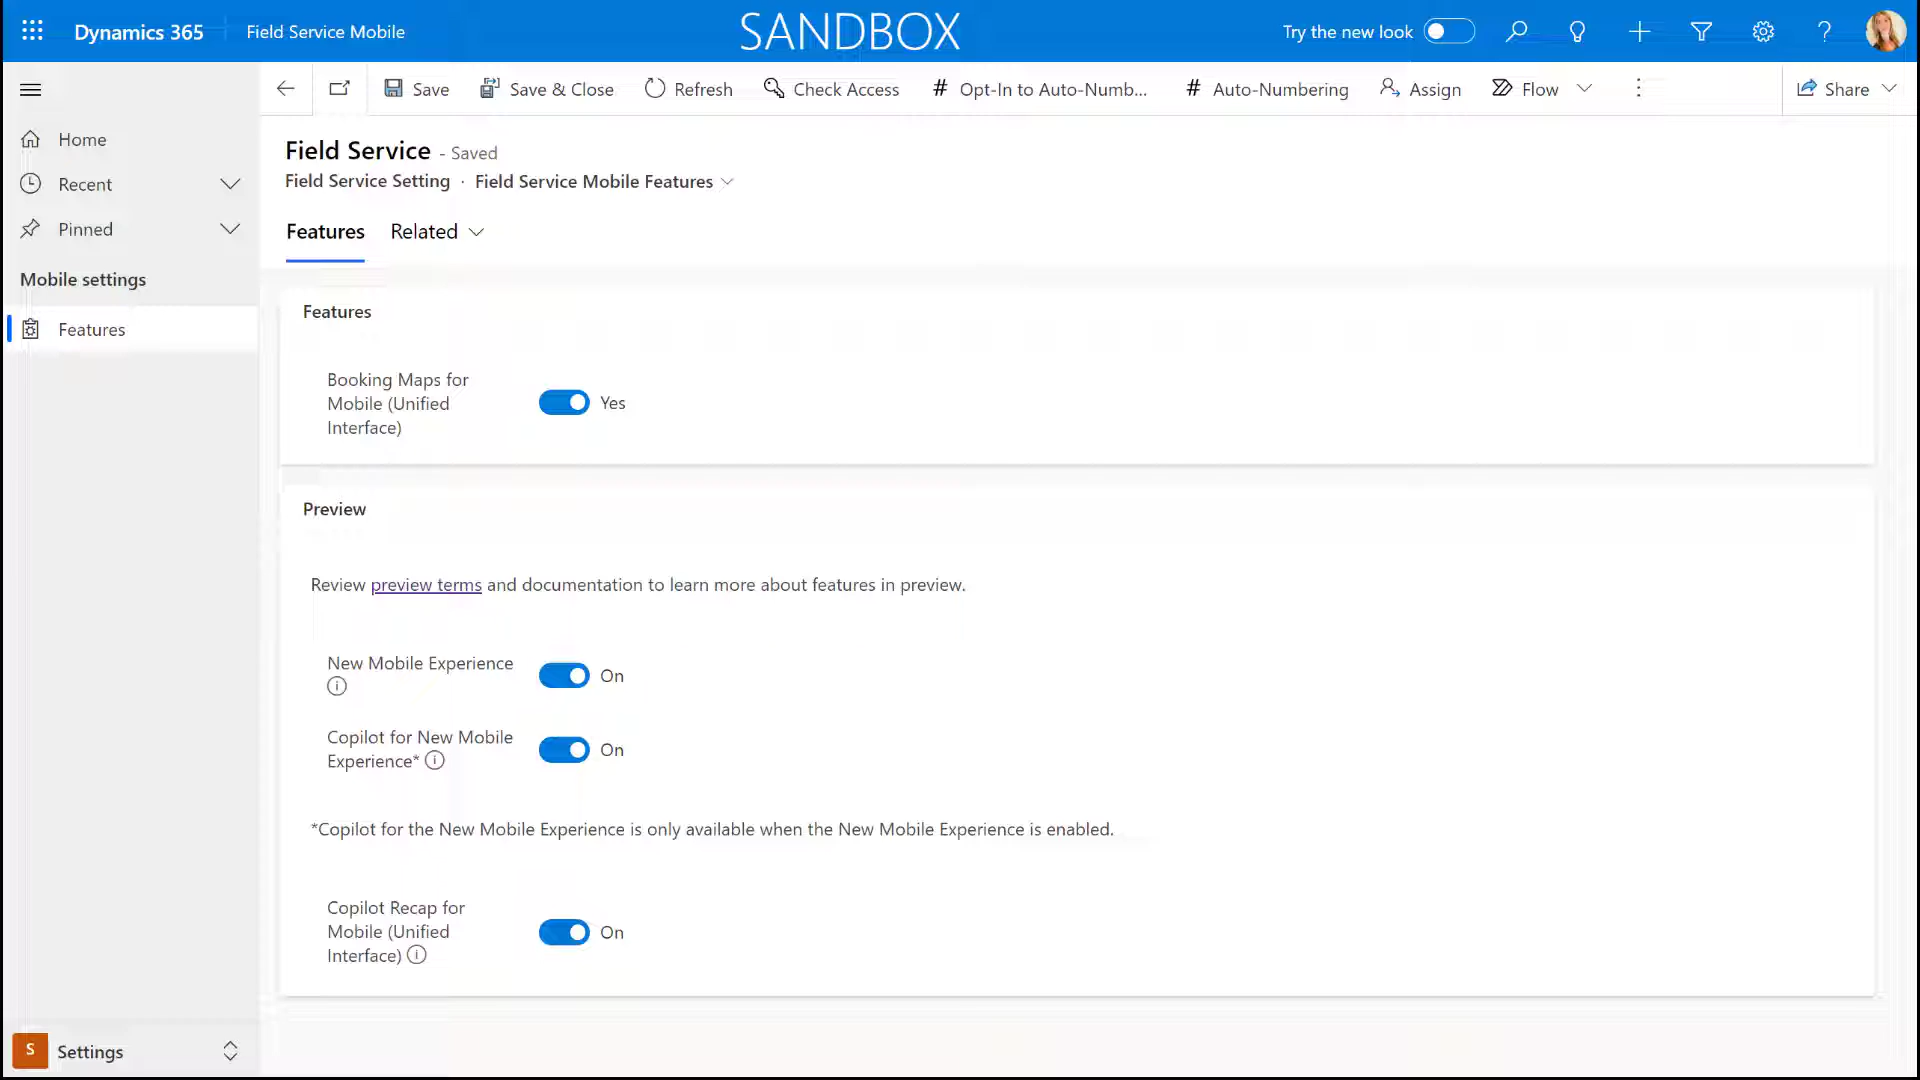 Dynamics 365
Field Service Mobile
SANDBOX
Try the new look
Save
Save & Close
Refresh
Check Access
Opt-In to Auto-Numb...
Auto-Numbering
Assign
Flow
Share
Home
Recent
Pinned
Mobile settings
Features
Field Service - Saved
Field Service Setting · Field Service Mobile Features
Features
Related
Features
Booking Maps for
Mobile (Unified
Interface)
Yes
Preview
Review preview terms and documentation to learn more about features in preview.
New Mobile Experience
On
Copilot for New Mobile
Experience*
On
*Copilot for the New Mobile Experience is only available when the New Mobile Experience is enabled.
Copilot Recap for
Mobile (Unified
Interface)
On
S
Settings